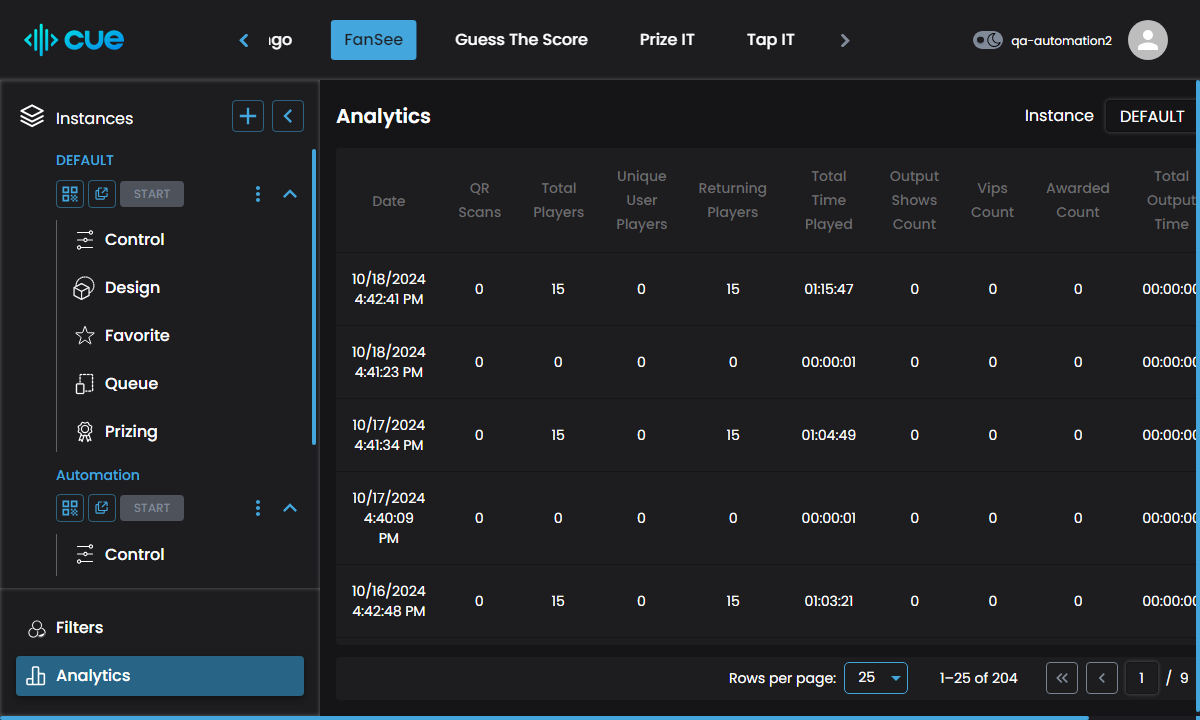 cue
ngo
FanSee
Guess The Score
Prize IT
Tap IT
qa-automation2
Instances
DEFAULT
START
Control
Design
Favorite
Queue
Prizing
Automation
START
Control
Filters
Analytics
Analytics
Instance DEFAULT
Date QR Scans Total Players Unique User Players Returning Players Total Time Played Output Shows Count Vips Count Awarded Count Total Output Time
10/18/2024 4:42:41 PM 0 15 0 15 01:15:47 0 0 0 00:00:00
10/18/2024 4:41:23 PM 0 0 0 0 00:00:01 0 0 0 00:00:00
10/17/2024 4:41:34 PM 0 15 0 15 01:04:49 0 0 0 00:00:00
10/17/2024 4:40:09 PM 0 0 0 0 00:00:01 0 0 0 00:00:00
10/16/2024 4:42:48 PM 0 15 0 15 01:03:21 0 0 0 00:00:00
Rows per page: 25 1–25 of 204 1 / 9